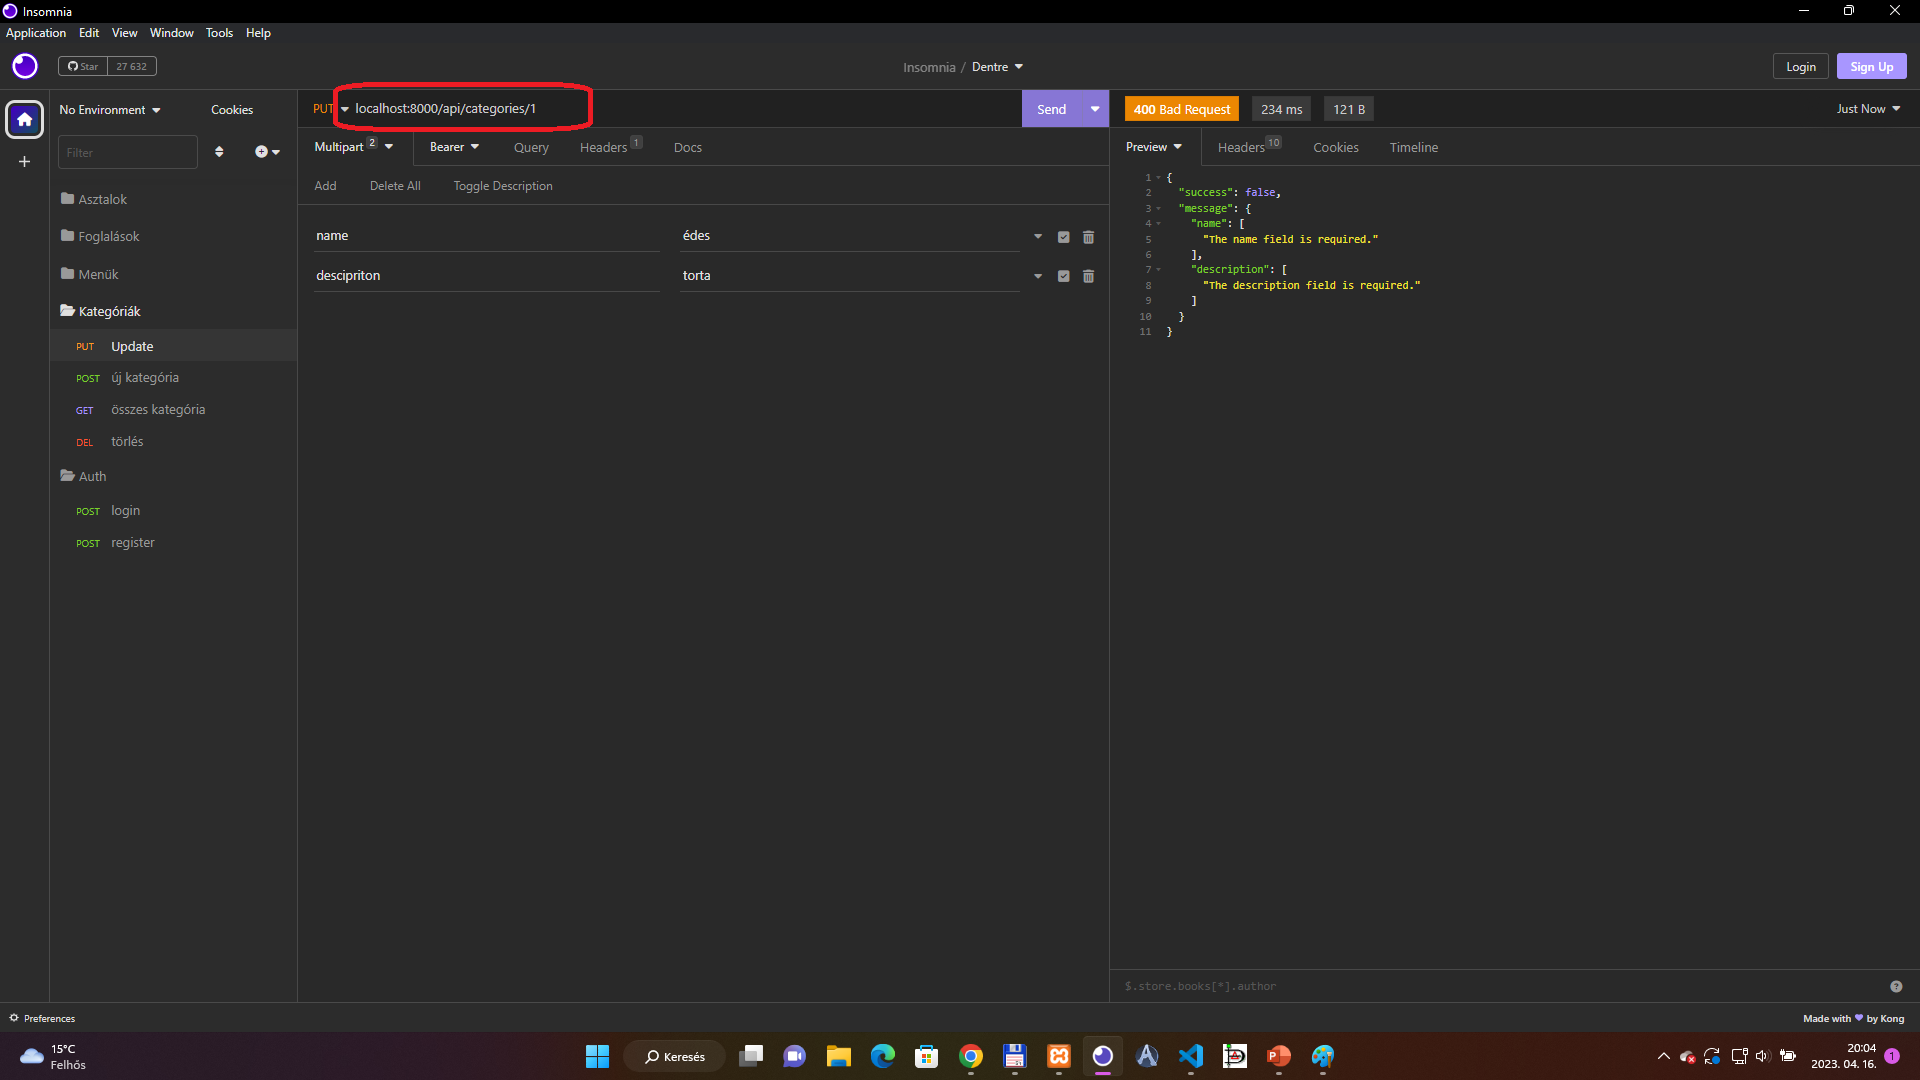 Insomnia
Application Edit View Window Tools Help
Star 27 632
Insomnia / Dentre
Login Sign Up
No Environment Cookies
Filter
Asztalok
Foglalások
Menük
Kategóriák
PUT Update
POST új kategória
GET összes kategória
DEL törlés
Auth
POST login
POST register
PUT localhost:8000/api/categories/1 Send
Multipart 2 Bearer Query Headers 1 Docs
Add Delete All Toggle Description
name édes
descipriton torta
400 Bad Request 234 ms 121 B Just Now
Preview Headers 10 Cookies Timeline
1 {
2 "success": false,
3 "message": {
4 "name": [
5 "The name field is required."
6 ],
7 "description": [
8 "The description field is required."
9 ]
10 }
11 }
$.store.books[*].author
Preferences
Made with by Kong
15°C
Felhős
Keresés
20:04
2023. 04. 16.
1